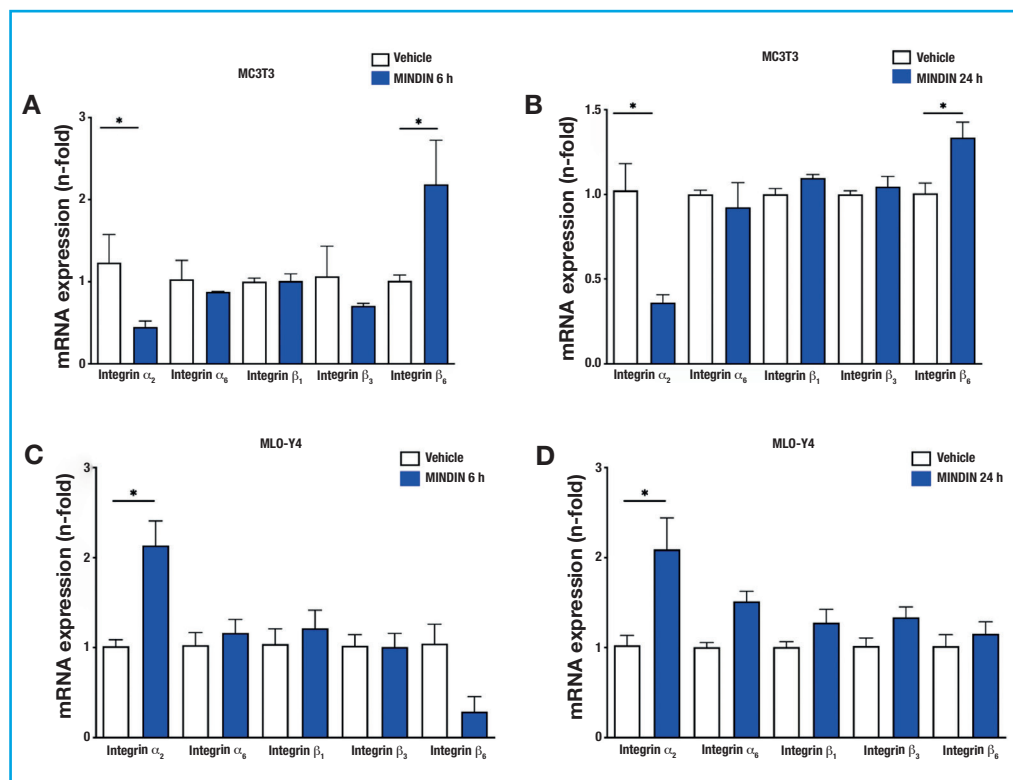 A
MC3T3
Vehicle
MINDIN 6 h
mRNA expression (n-fold)
3
2
1
0
*
*
Integrin α₂
Integrin α₆
Integrin β₁
Integrin β₃
Integrin β₆
B
MC3T3
Vehicle
MINDIN 24 h
mRNA expression (n-fold)
1.5
1.0
0.5
0.0
*
*
Integrin α₂
Integrin α₆
Integrin β₁
Integrin β₃
Integrin β₆
C
MLO-Y4
Vehicle
MINDIN 6 h
mRNA expression (n-fold)
3
2
1
0
*
Integrin α₂
Integrin α₆
Integrin β₁
Integrin β₃
Integrin β₆
D
MLO-Y4
Vehicle
MINDIN 24 h
mRNA expression (n-fold)
3
2
1
0
*
Integrin α₂
Integrin α₆
Integrin β₁
Integrin β₃
Integrin β₆